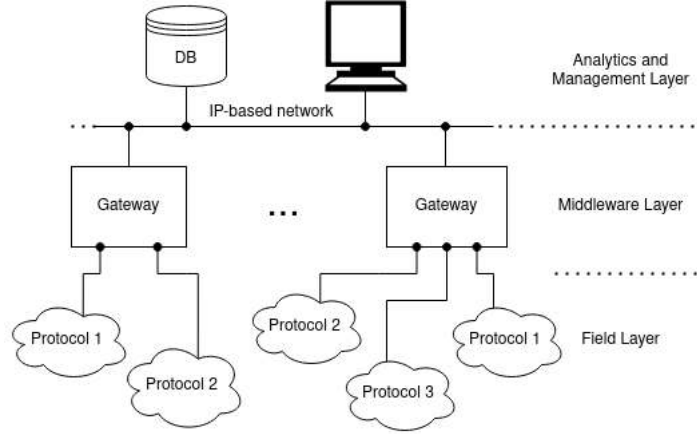 DB
Analytics and
Management Layer
IP-based network
Gateway
...
Gateway
Middleware Layer
Protocol 1
Protocol 2
Protocol 2
Protocol 3
Protocol 1
Field Layer